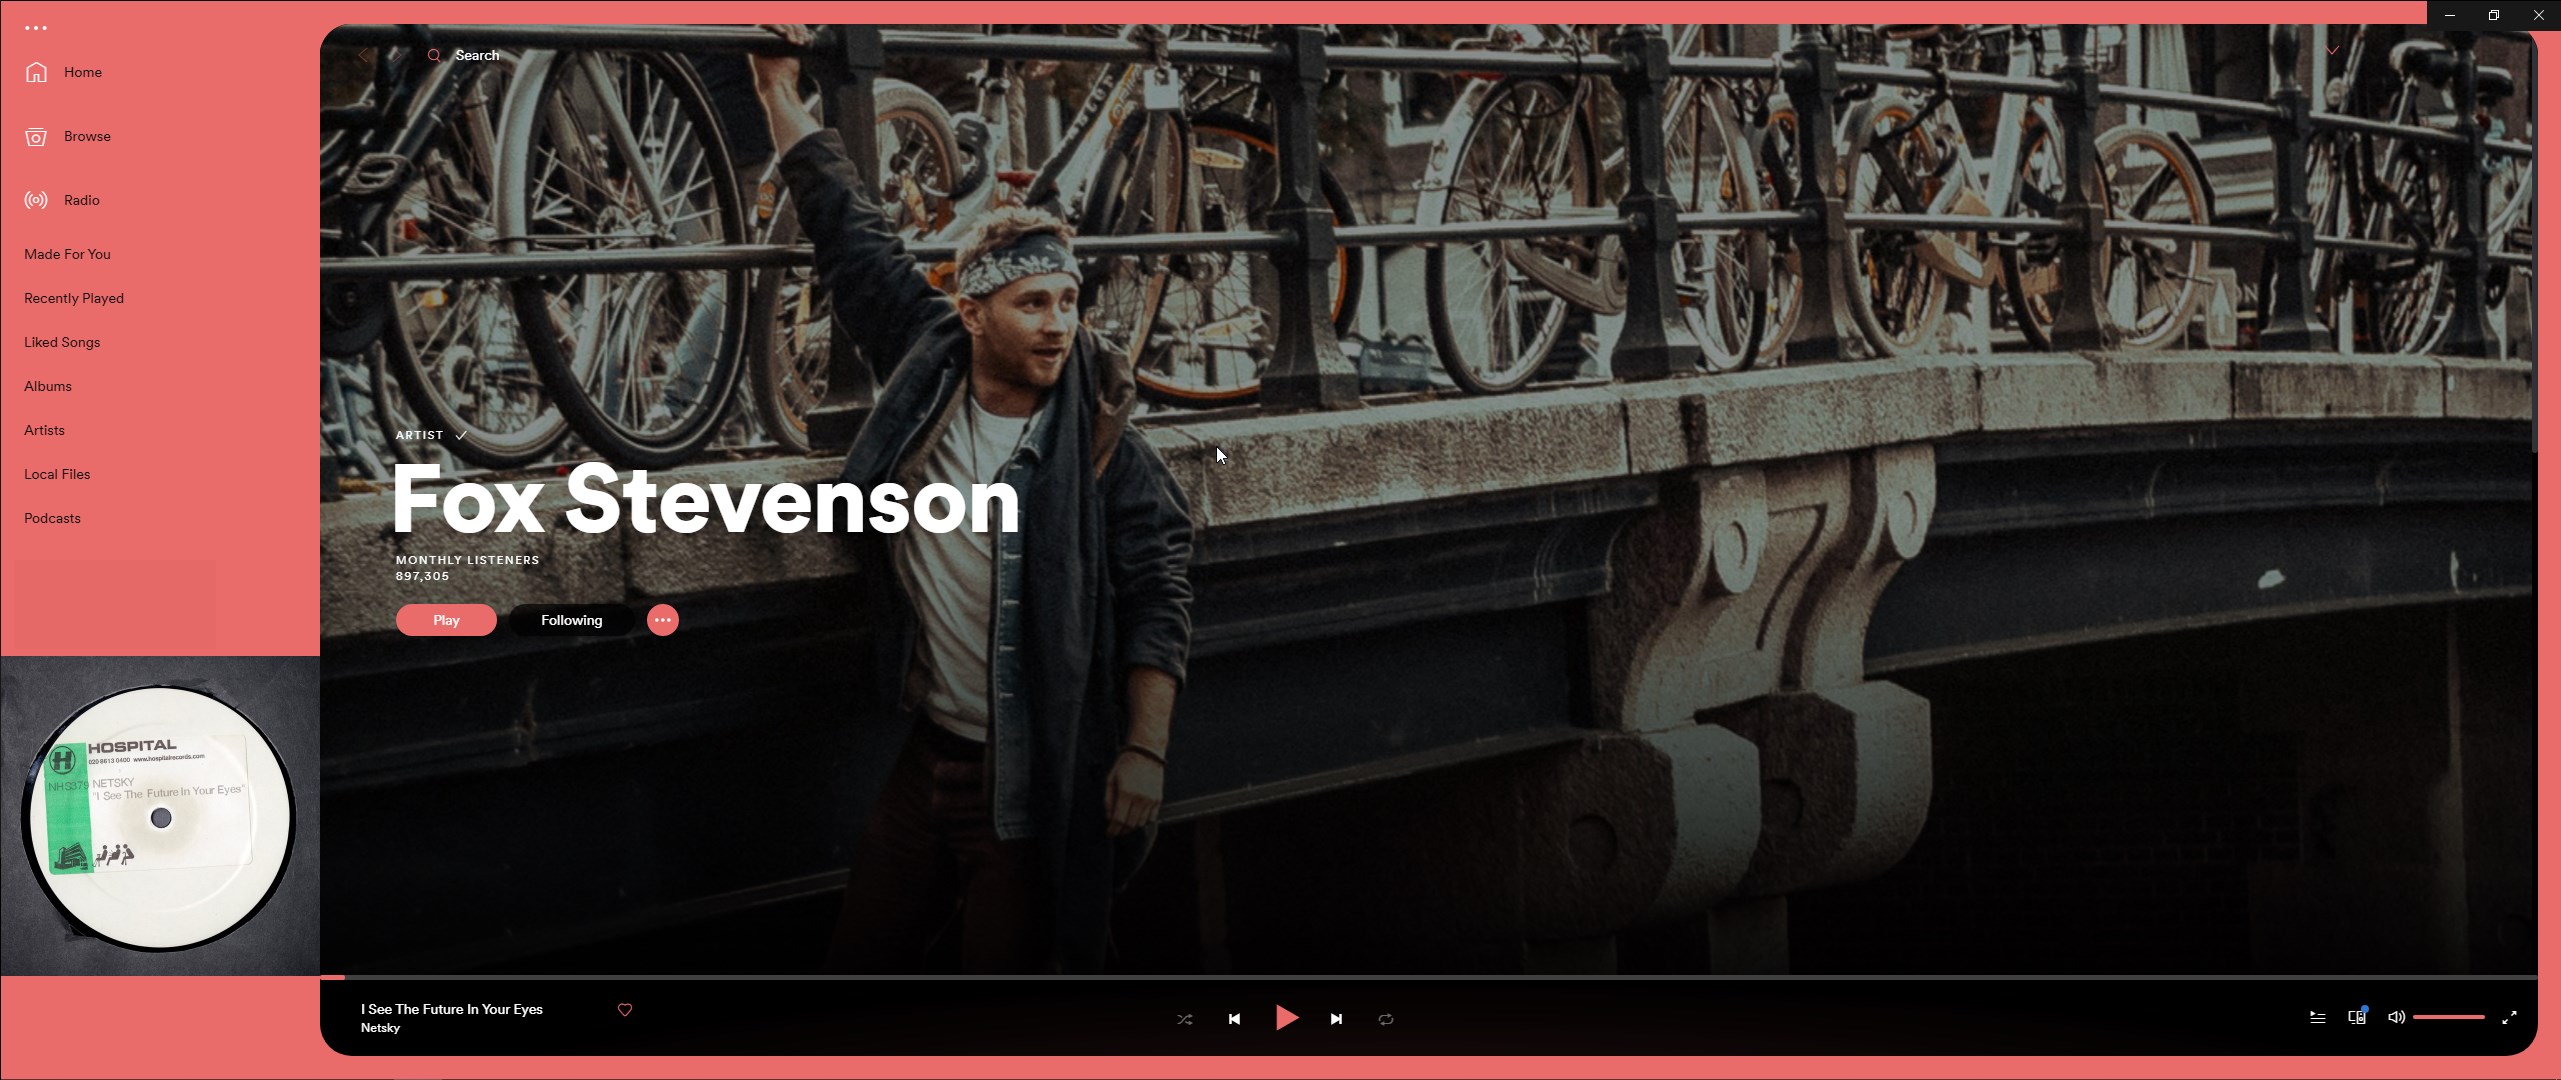 Search
Home
Browse
Radio
Made For You
Recently Played
Liked Songs
Albums
Artists
Local Files
Podcasts
ARTIST
Fox Stevenson
MONTHLY LISTENERS
897,305
Play
Following
HOSPITAL
020 8613 0400 www.hospitalrecords.com
NHS379 NETSKY
"I See The Future In Your Eyes"
I See The Future In Your Eyes
Netsky